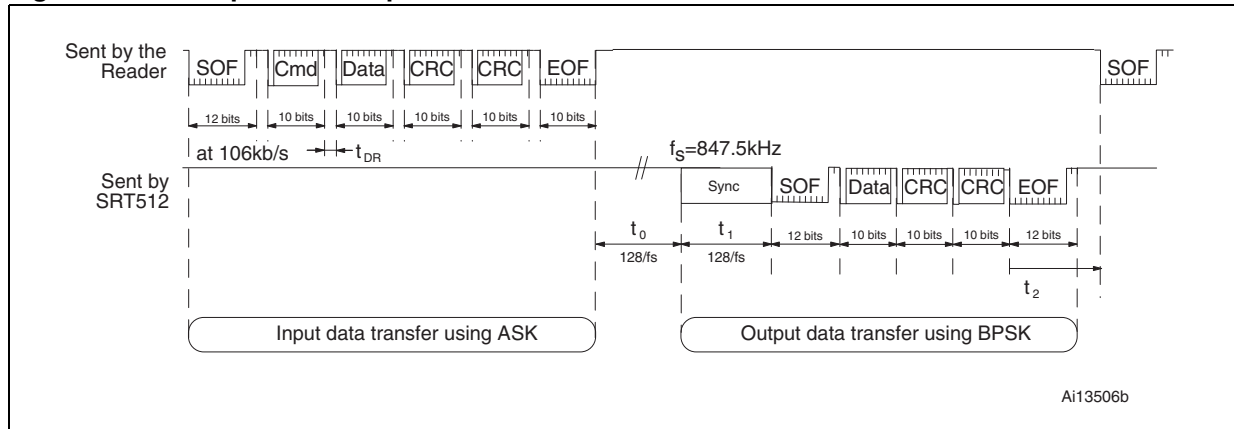 Sent by the
Reader
SOF Cmd Data CRC CRC EOF SOF
12 bits 10 bits 10 bits 10 bits 10 bits 10 bits
at 106kb/s tDR
fS=847.5kHz
Sent by
SRT512
Sync SOF Data CRC CRC EOF
t0 t1 12 bits 10 bits 10 bits 10 bits 12 bits
128/fs 128/fs
t2
Input data transfer using ASK Output data transfer using BPSK
Ai13506b